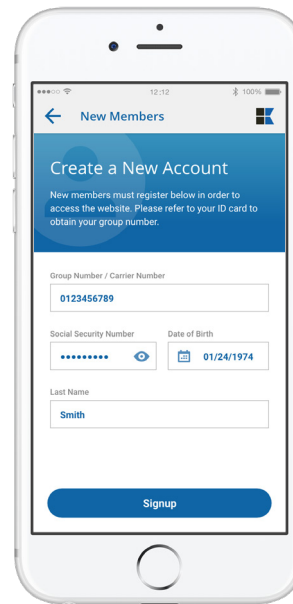 12:12
100%
New Members
Create a New Account
New members must register below in order to
access the website. Please refer to your ID card to
obtain your group number.
Group Number / Carrier Number
0123456789
Social Security Number
Date of Birth
•••••••••
01/24/1974
Last Name
Smith
Signup